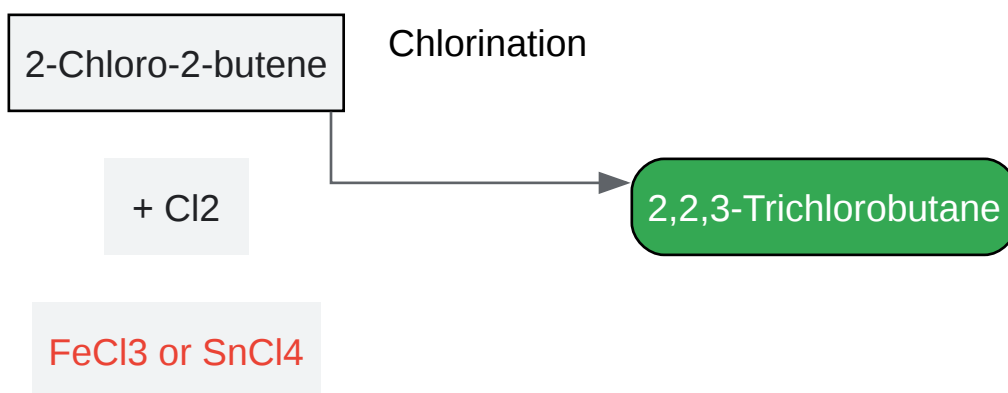 2-Chloro-2-butene
Chlorination
+ Cl2
2,2,3-Trichlorobutane
FeCl3 or SnCl4